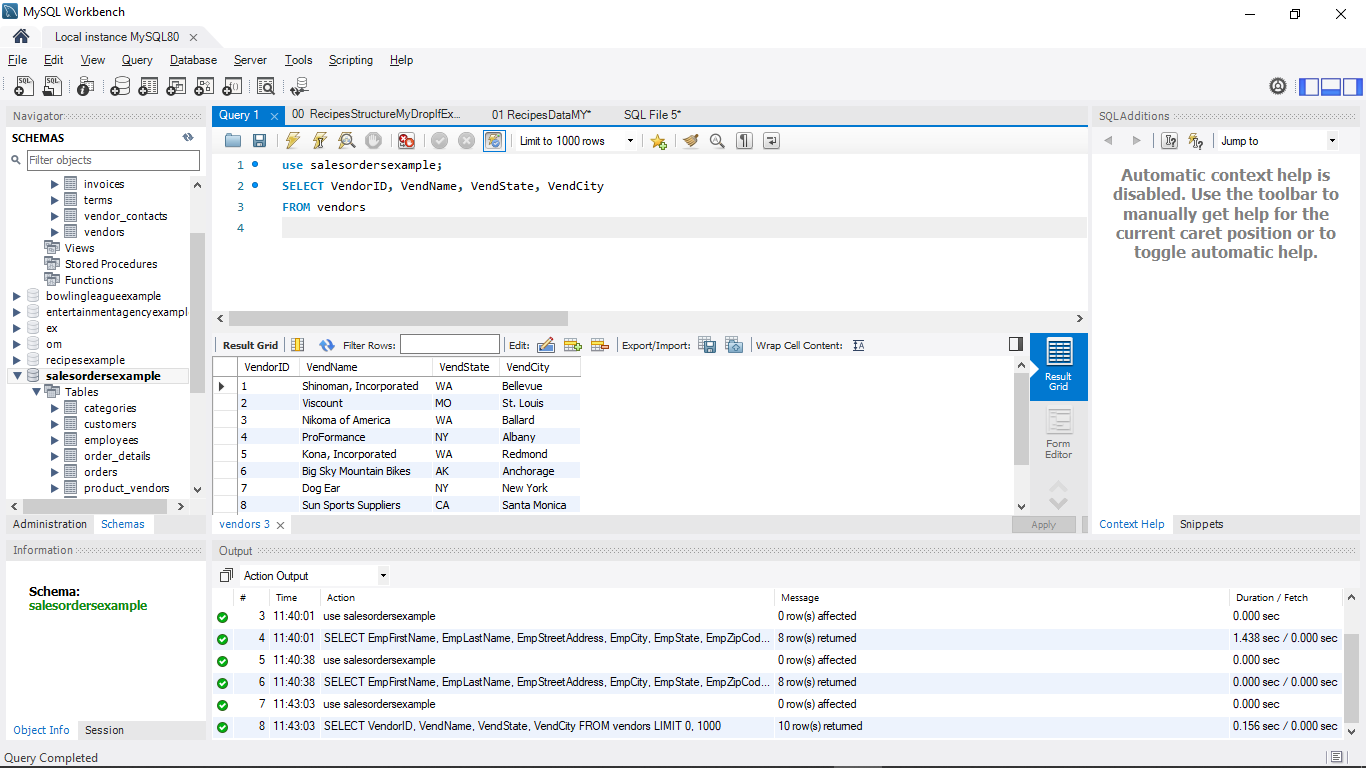 MySQL Workbench
Local instance MySQL80
File Edit View Query Database Server Tools Scripting Help
Navigator
SCHEMAS
Filter objects
invoices
terms
vendor_contacts
vendors
Views
Stored Procedures
Functions
bowlingleagueexample
entertainmentagencyexampl
ex
om
recipesexample
salesordersexample
Tables
categories
customers
employees
order_details
orders
product_vendors
Administration Schemas
Information
Schema:
salesordersexample
Object Info Session
Query 1 00 RecipesStructureMyDropIfEx... 01 RecipesDataMY* SQL File 5*
Limit to 1000 rows
1 use salesordersexample;
2 SELECT VendorID, VendName, VendState, VendCity
3 FROM vendors
4
Result Grid Filter Rows: Edit: Export/Import: Wrap Cell Content:
VendorID VendName VendState VendCity
1 Shinoman, Incorporated WA Bellevue
2 Viscount MO St. Louis
3 Nikoma of America WA Ballard
4 ProFormance NY Albany
5 Kona, Incorporated WA Redmond
6 Big Sky Mountain Bikes AK Anchorage
7 Dog Ear NY New York
8 Sun Sports Suppliers CA Santa Monica
Result
Grid
Form
Editor
vendors 3 Apply
SQLAdditions
Jump to
Automatic context help is
disabled. Use the toolbar to
manually get help for the
current caret position or to
toggle automatic help.
Context Help Snippets
Output
Action Output
# Time Action Message Duration / Fetch
3 11:40:01 use salesordersexample 0 row(s) affected 0.000 sec
4 11:40:01 SELECT EmpFirstName, EmpLastName, EmpStreetAddress, EmpCity, EmpState, EmpZipCod... 8 row(s) returned 1.438 sec / 0.000 sec
5 11:40:38 use salesordersexample 0 row(s) affected 0.000 sec
6 11:40:38 SELECT EmpFirstName, EmpLastName, EmpStreetAddress, EmpCity, EmpState, EmpZipCod... 8 row(s) returned 0.000 sec / 0.000 sec
7 11:43:03 use salesordersexample 0 row(s) affected 0.000 sec
8 11:43:03 SELECT VendorID, VendName, VendState, VendCity FROM vendors LIMIT 0, 1000 10 row(s) returned 0.156 sec / 0.000 sec
Query Completed